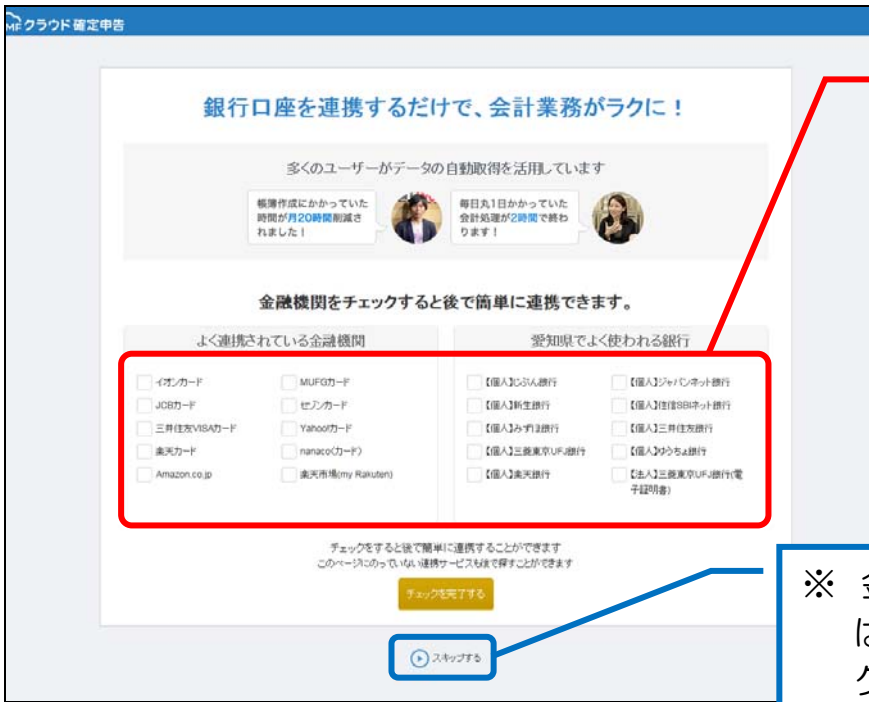 MFクラウド確定申告
銀行口座を連携するだけで、会計業務がラクに！
多くのユーザーがデータの自動取得を活用しています
帳簿作成にかかっていた
時間が月20時間削減さ
れました！
毎日丸1日かかっていた
会計処理が2時間で終わ
ります！
金融機関をチェックすると後で簡単に連携できます。
よく連携されている金融機関
愛知県でよく使われる銀行
イオンカード
MUFGカード
【個人】じぶん銀行
【個人】ジャパンネット銀行
JCBカード
セゾンカード
【個人】新生銀行
【個人】住信SBIネット銀行
三井住友VISAカード
Yahoo!カード
【個人】みずほ銀行
【個人】三井住友銀行
楽天カード
nanaco(カード)
【個人】三菱東京UFJ銀行
【個人】ゆうちょ銀行
Amazon.co.jp
楽天市場(my Rakuten)
【個人】楽天銀行
【法人】三菱東京UFJ銀行(電
子証明書)
チェックをすると後で簡単に連携することができます
このページにのっていない連携サービスも後で探すことができます
チェックを完了する
スキップする
※
は
ク